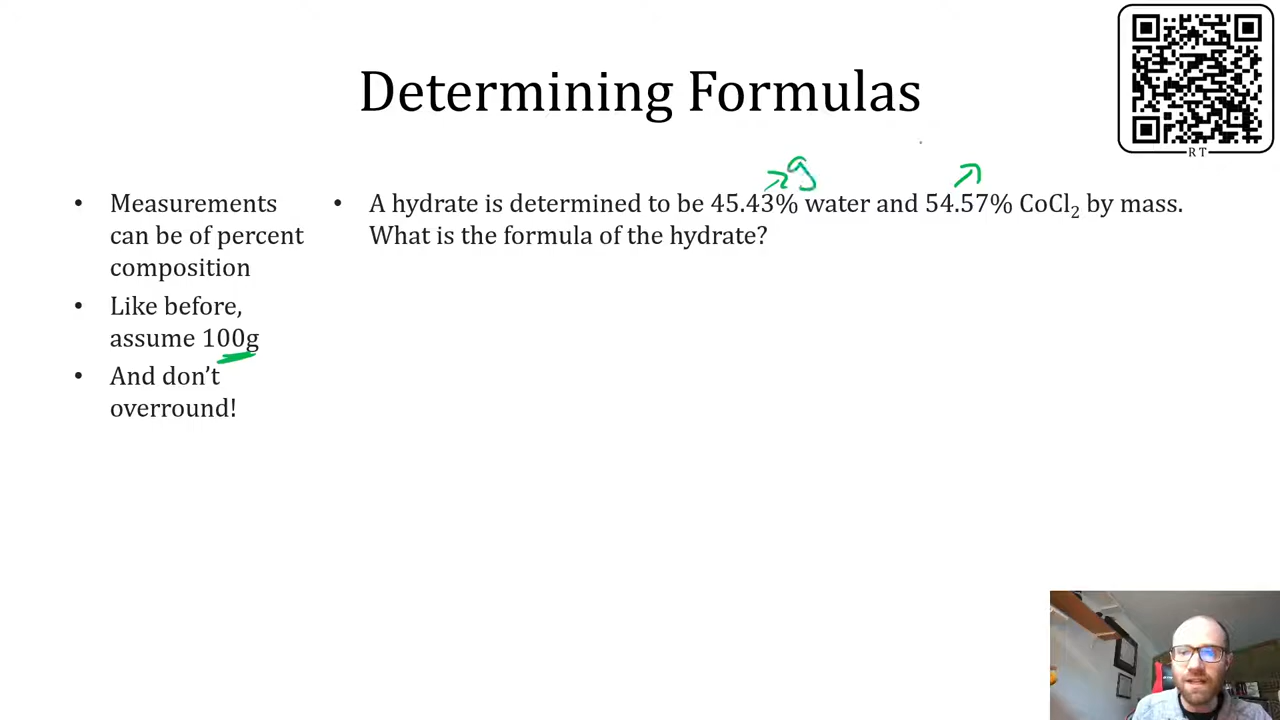 Determining Formulas
R T
g
• Measurements
can be of percent
composition
• Like before,
assume 100g
• And don't
overround!
• A hydrate is determined to be 45.43% water and 54.57% CoCl₂ by mass.
What is the formula of the hydrate?